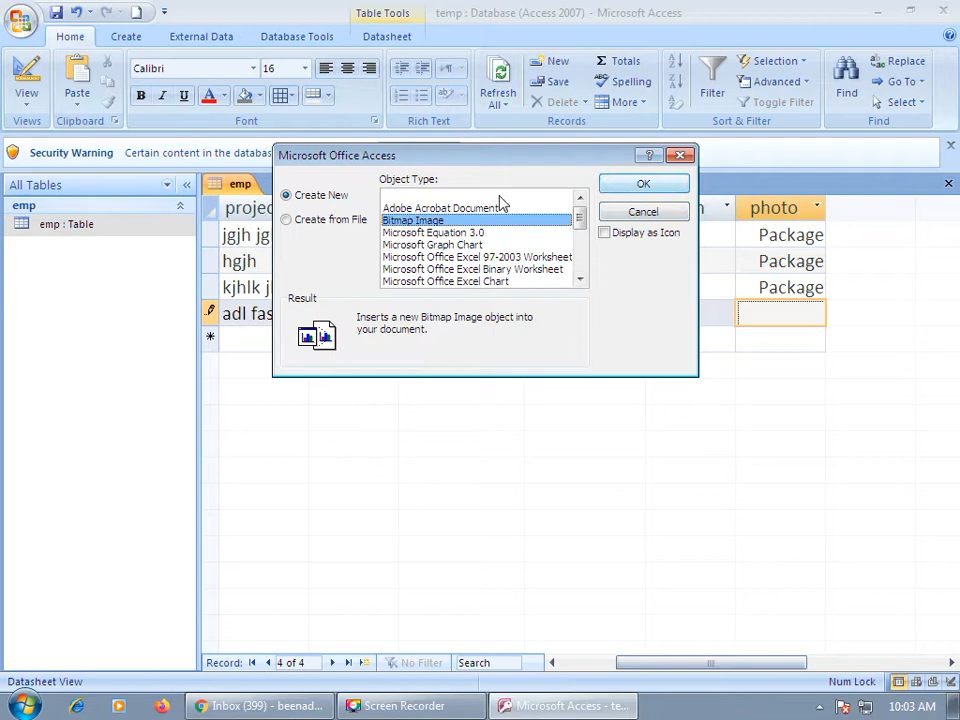 Table Tools
temp : Database (Access 2007) - Microsoft Access
Home Create External Data Database Tools Datasheet
View
Views
Paste
Clipboard
Calibri 16
B I U A
Font
Rich Text
Refresh All
New
Save
Delete
Σ Totals
Spelling
More
Records
Filter
Selection
Advanced
Toggle Filter
Sort & Filter
Find
Replace
Go To
Select
Find
Security Warning Certain content in the databas
All Tables
emp
emp : Table
emp
projec
photo
jgjh jg
Package
hgjh
Package
kjhlk j
Package
adl fas
Microsoft Office Access
Create New
Create from File
Object Type:
Adobe Acrobat Document
Bitmap Image
Microsoft Equation 3.0
Microsoft Graph Chart
Microsoft Office Excel 97-2003 Worksheet
Microsoft Office Excel Binary Worksheet
Microsoft Office Excel Chart
OK
Cancel
Display as Icon
Result
Inserts a new Bitmap Image object into
your document.
Record: 4 of 4 No Filter Search
Datasheet View
Num Lock
Inbox (399) - beenad...
Screen Recorder
Microsoft Access - te...
10:03 AM